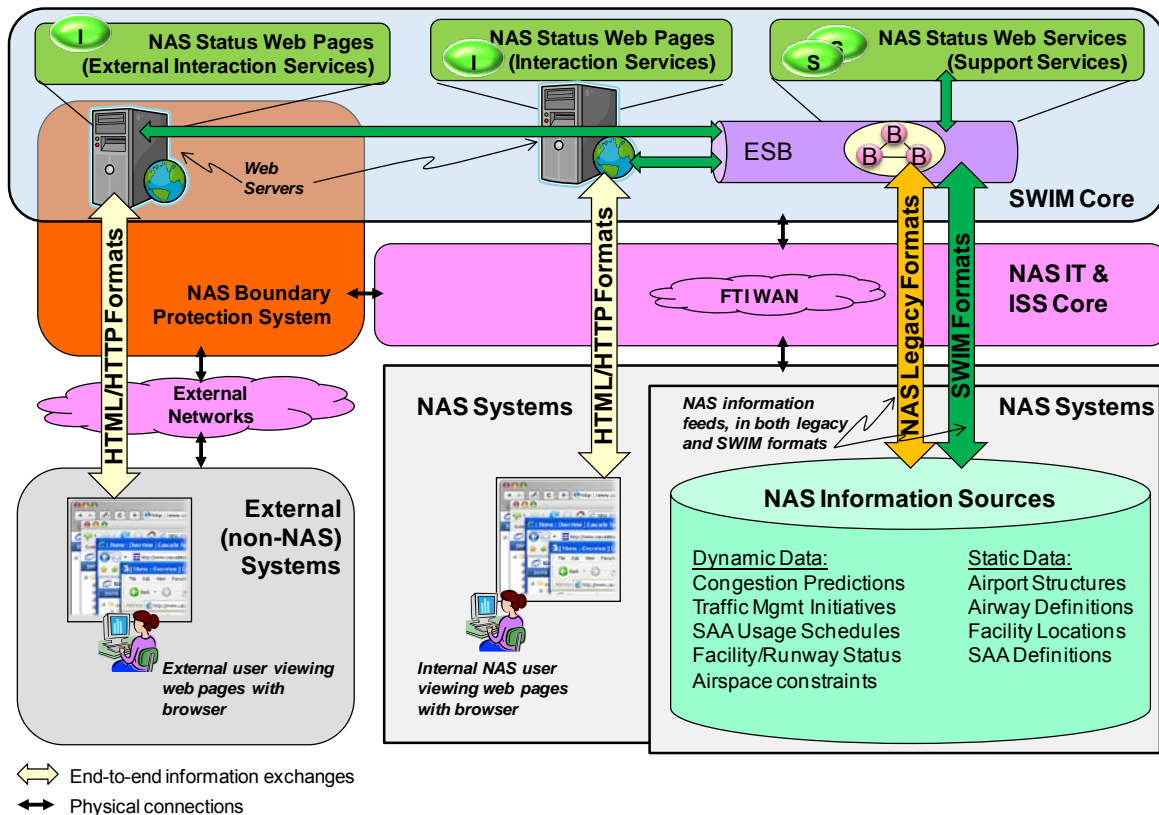 I
NAS Status Web Pages
(External Interaction Services)
I
NAS Status Web Pages
(Interaction Services)
S
S
NAS Status Web Services
(Support Services)
Web
Servers
ESB
B
B
B
SWIM Core
HTML/HTTP Formats
HTML/HTTP Formats
NAS Legacy Formats
SWIM Formats
NAS Boundary
Protection System
FTI WAN
NAS IT &
ISS Core
External
Networks
NAS Systems
NAS information
feeds, in both legacy
and SWIM formats
NAS Systems
External
(non-NAS)
Systems
External user viewing
web pages with
browser
Internal NAS user
viewing web pages
with browser
NAS Information Sources
Dynamic Data:
Congestion Predictions
Traffic Mgmt Initiatives
SAA Usage Schedules
Facility/Runway Status
Airspace constraints
Static Data:
Airport Structures
Airway Definitions
Facility Locations
SAA Definitions
End-to-end information exchanges
Physical connections